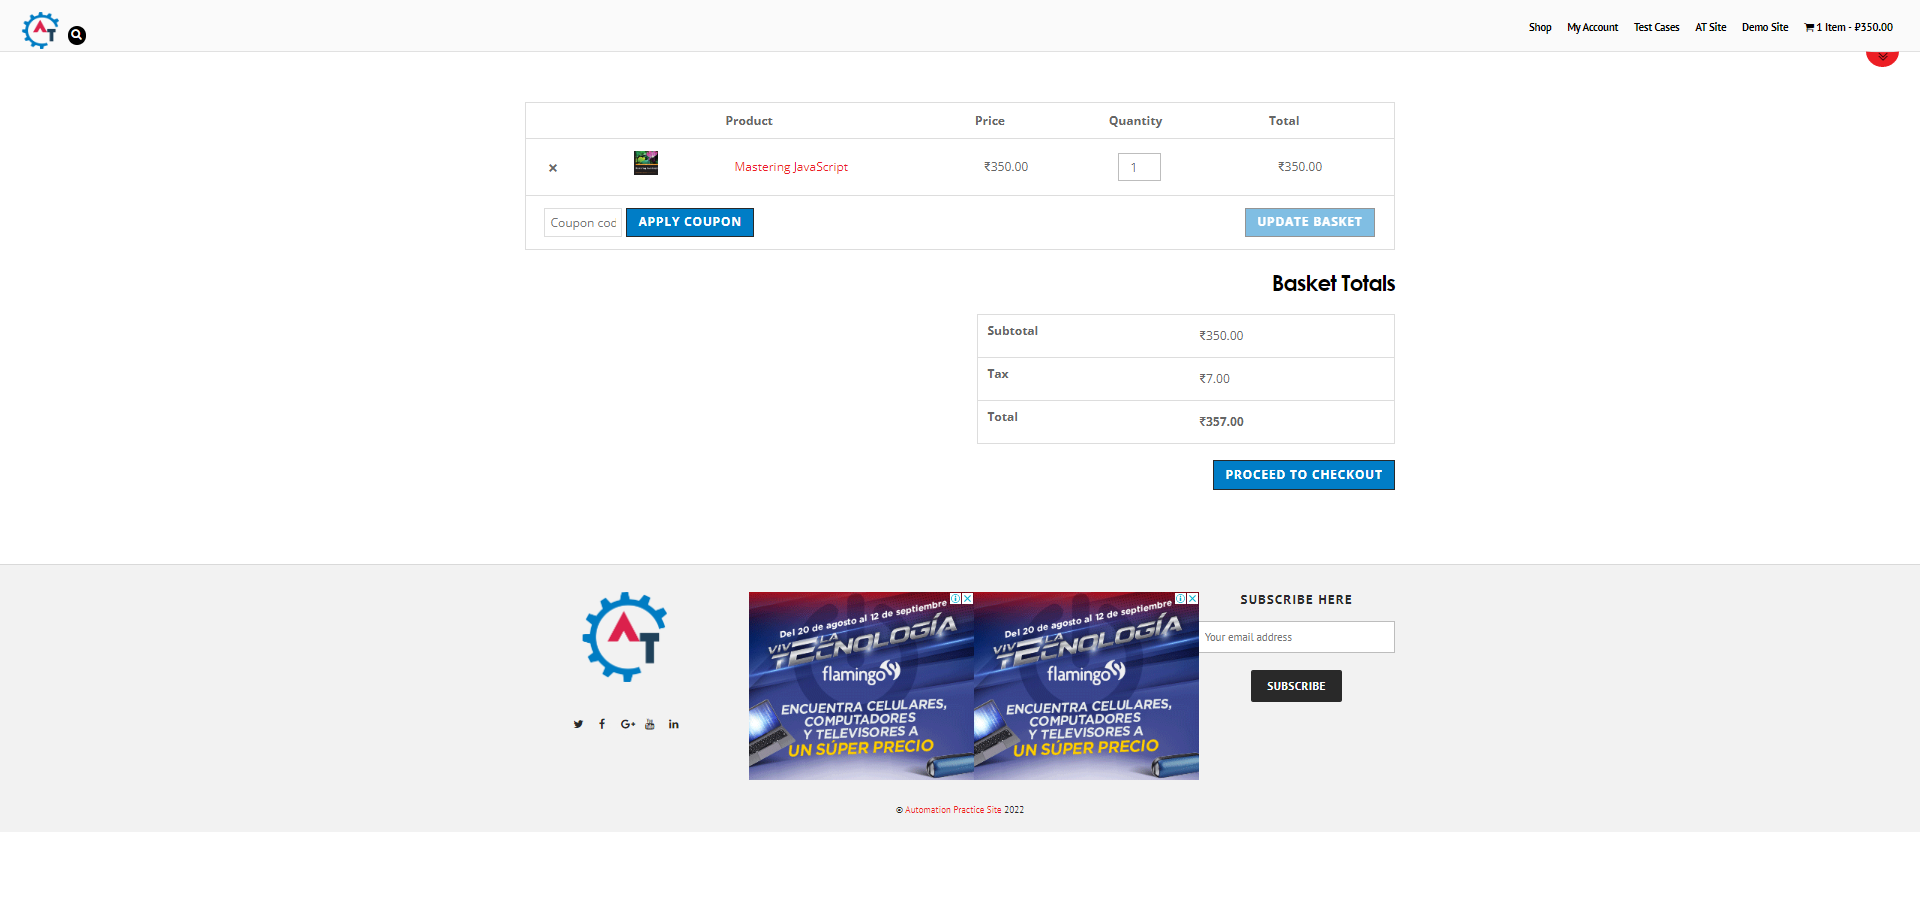 AT
Shop My Account Test Cases AT Site Demo Site 1 Item - ₽350.00
Product Price Quantity Total
× Mastering JavaScript ₹350.00 1 ₹350.00
Coupon cod APPLY COUPON UPDATE BASKET
Basket Totals
Subtotal ₹350.00
Tax ₹7.00
Total ₹357.00
PROCEED TO CHECKOUT
AT
Del 20 de agosto al 12 de septiembre
VIVE LA
TECNOLOGÍA
flamingo
ENCUENTRA CELULARES,
COMPUTADORES
Y TELEVISORES A
UN SÚPER PRECIO
Del 20 de agosto al 12 de septiembre
VIVE LA
TECNOLOGÍA
flamingo
ENCUENTRA CELULARES,
COMPUTADORES
Y TELEVISORES A
UN SÚPER PRECIO
SUBSCRIBE HERE
Your email address
SUBSCRIBE
© Automation Practice Site 2022